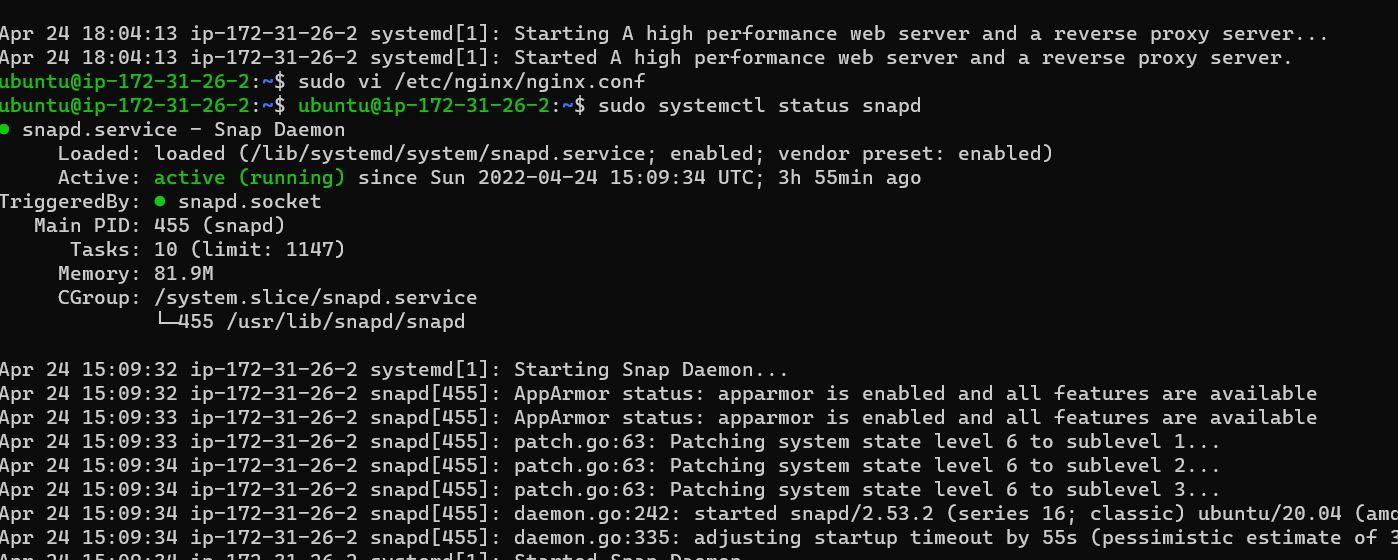 Apr 24 18:04:13 ip-172-31-26-2 systemd[1]: Starting A high performance web server and a reverse proxy server...
Apr 24 18:04:13 ip-172-31-26-2 systemd[1]: Started A high performance web server and a reverse proxy server.
ubuntu@ip-172-31-26-2:~$ sudo vi /etc/nginx/nginx.conf
ubuntu@ip-172-31-26-2:~$ ubuntu@ip-172-31-26-2:~$ sudo systemctl status snapd
● snapd.service - Snap Daemon
Loaded: loaded (/lib/systemd/system/snapd.service; enabled; vendor preset: enabled)
Active: active (running) since Sun 2022-04-24 15:09:34 UTC; 3h 55min ago
TriggeredBy: ● snapd.socket
Main PID: 455 (snapd)
Tasks: 10 (limit: 1147)
Memory: 81.9M
CGroup: /system.slice/snapd.service
└─455 /usr/lib/snapd/snapd
Apr 24 15:09:32 ip-172-31-26-2 systemd[1]: Starting Snap Daemon...
Apr 24 15:09:32 ip-172-31-26-2 snapd[455]: AppArmor status: apparmor is enabled and all features are available
Apr 24 15:09:33 ip-172-31-26-2 snapd[455]: AppArmor status: apparmor is enabled and all features are available
Apr 24 15:09:33 ip-172-31-26-2 snapd[455]: patch.go:63: Patching system state level 6 to sublevel 1...
Apr 24 15:09:34 ip-172-31-26-2 snapd[455]: patch.go:63: Patching system state level 6 to sublevel 2...
Apr 24 15:09:34 ip-172-31-26-2 snapd[455]: patch.go:63: Patching system state level 6 to sublevel 3...
Apr 24 15:09:34 ip-172-31-26-2 snapd[455]: daemon.go:242: started snapd/2.53.2 (series 16; classic) ubuntu/20.04
Apr 24 15:09:34 ip-172-31-26-2 snapd[455]: daemon.go:335: adjusting startup timeout by 55s (pessimistic estimate of
Apr 24 15:09:34 ip-172-31-26-2 systemd[1]: Started Snap Daemon